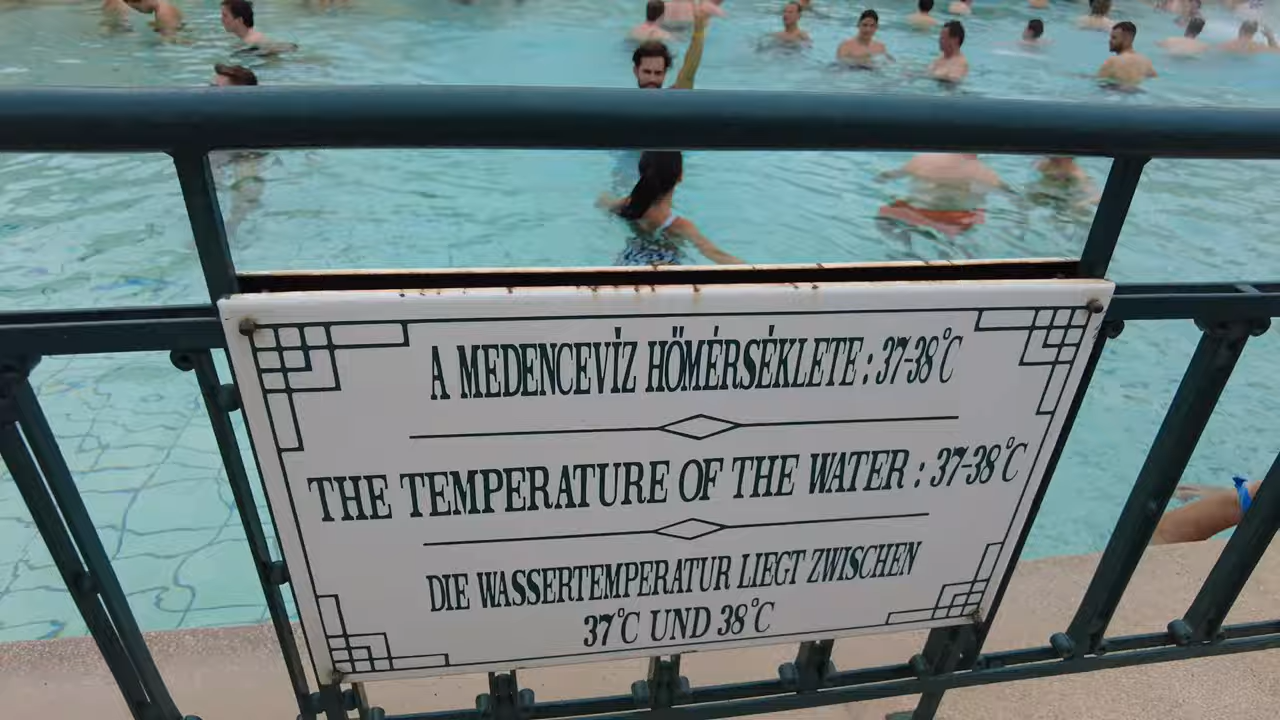 A MEDENCEVÍZ HŐMÉRSÉKLETE : 37-38°C
THE TEMPERATURE OF THE WATER : 37-38°C
DIE WASSERTEMPERATUR LIEGT ZWISCHEN
37°C UND 38°C